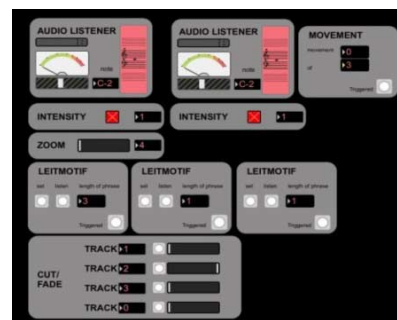 AUDIO LISTENER
note
C-2
AUDIO LISTENER
note
C-2
MOVEMENT
movement 0
of 3
Triggered
INTENSITY 1
INTENSITY 1
ZOOM 4
LEITMOTIF
set listen length of phrase
3
Triggered
LEITMOTIF
set listen length of phrase
1
Triggered
LEITMOTIF
set listen length of phrase
1
Triggered
CUT/
FADE
TRACK 1
TRACK 2
TRACK 3
TRACK 0